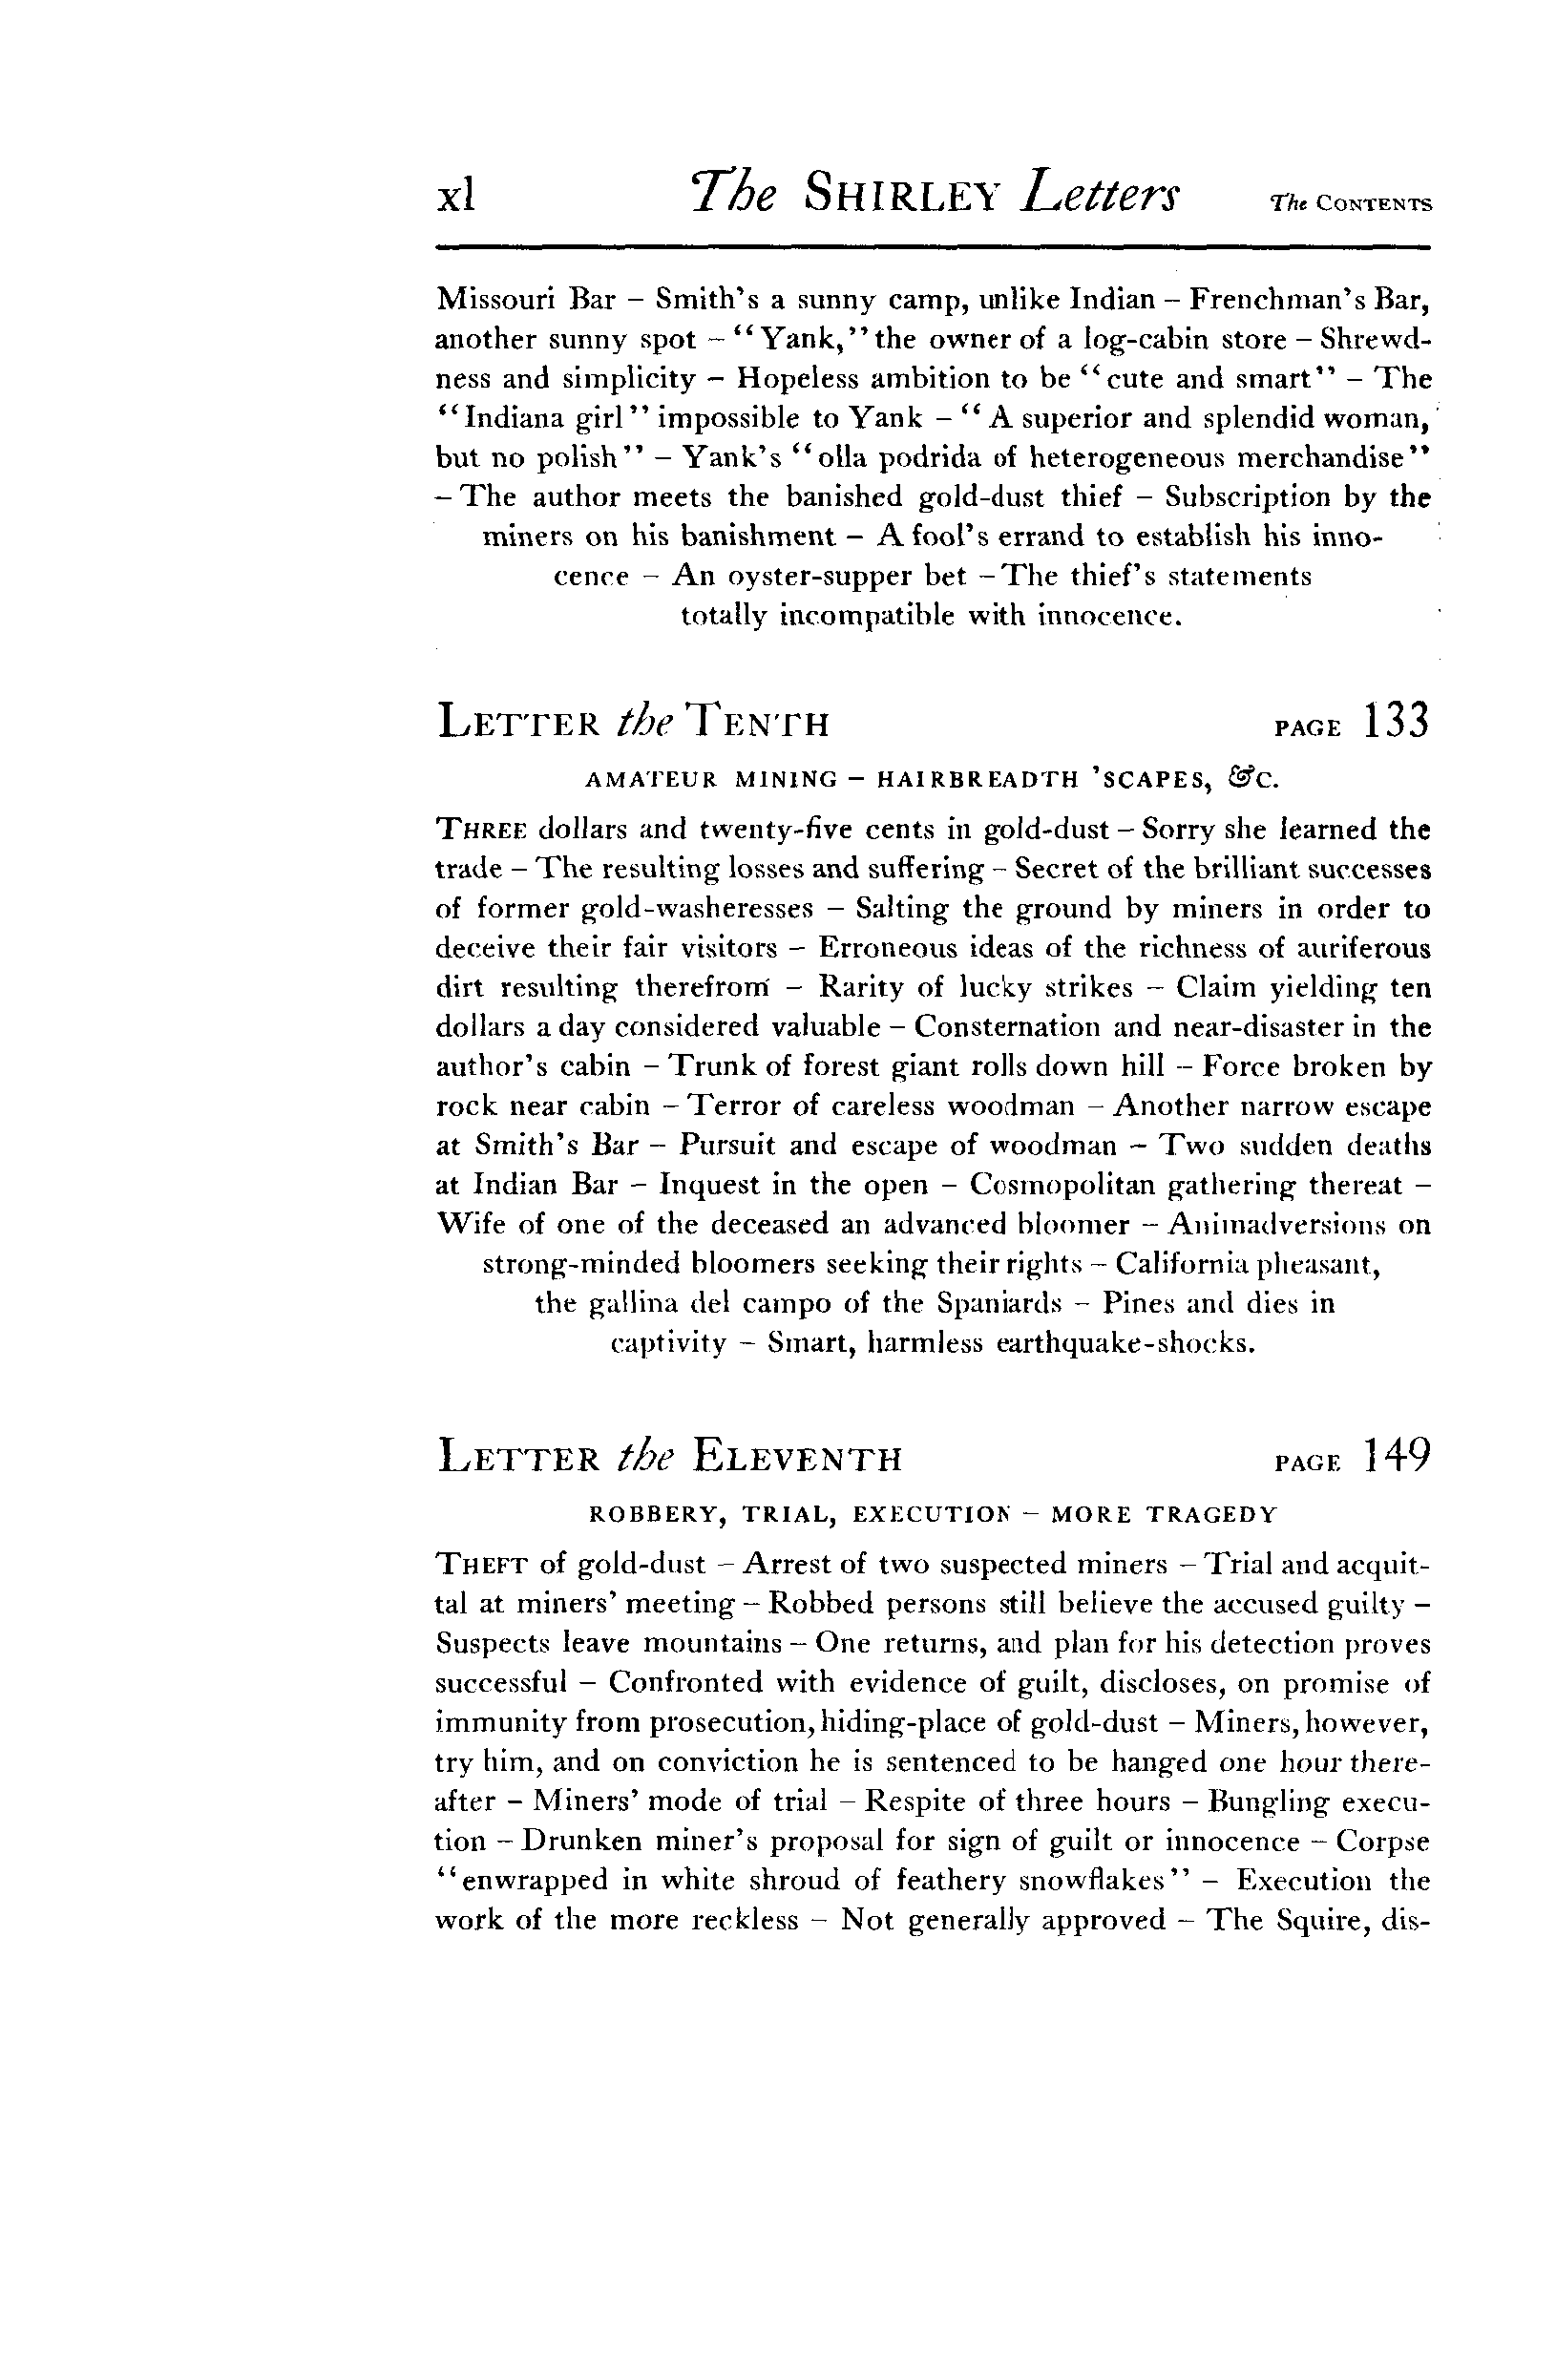 xl The SHIRLEY Letters The CONTENTS
Missouri Bar – Smith's a sunny camp, unlike Indian – Frenchman's Bar,
another sunny spot – "Yank," the owner of a log-cabin store – Shrewd-
ness and simplicity – Hopeless ambition to be "cute and smart" – The
"Indiana girl" impossible to Yank – "A superior and splendid woman,
but no polish" – Yank's "olla podrida of heterogeneous merchandise"
– The author meets the banished gold-dust thief – Subscription by the
miners on his banishment – A fool's errand to establish his inno-
cence – An oyster-supper bet – The thief's statements
totally incompatible with innocence.
LETTER the TENTH PAGE 133
AMATEUR MINING – HAIRBREADTH 'SCAPES, &C.
THREE dollars and twenty-five cents in gold-dust – Sorry she learned the
trade – The resulting losses and suffering – Secret of the brilliant successes
of former gold-washeresses – Salting the ground by miners in order to
deceive their fair visitors – Erroneous ideas of the richness of auriferous
dirt resulting therefrom – Rarity of lucky strikes – Claim yielding ten
dollars a day considered valuable – Consternation and near-disaster in the
author's cabin – Trunk of forest giant rolls down hill – Force broken by
rock near cabin – Terror of careless woodman – Another narrow escape
at Smith's Bar – Pursuit and escape of woodman – Two sudden deaths
at Indian Bar – Inquest in the open – Cosmopolitan gathering thereat –
Wife of one of the deceased an advanced bloomer – Animadversions on
strong-minded bloomers seeking their rights – California pheasant,
the gallina del campo of the Spaniards – Pines and dies in
captivity – Smart, harmless earthquake-shocks.
LETTER the ELEVENTH PAGE 149
ROBBERY, TRIAL, EXECUTION – MORE TRAGEDY
THEFT of gold-dust – Arrest of two suspected miners – Trial and acquit-
tal at miners' meeting – Robbed persons still believe the accused guilty –
Suspects leave mountains – One returns, and plan for his detection proves
successful – Confronted with evidence of guilt, discloses, on promise of
immunity from prosecution, hiding-place of gold-dust – Miners, however,
try him, and on conviction he is sentenced to be hanged one hour there-
after – Miners' mode of trial – Respite of three hours – Bungling execu-
tion – Drunken miner's proposal for sign of guilt or innocence – Corpse
"enwrapped in white shroud of feathery snowflakes" – Execution the
work of the more reckless – Not generally approved – The Squire, dis-